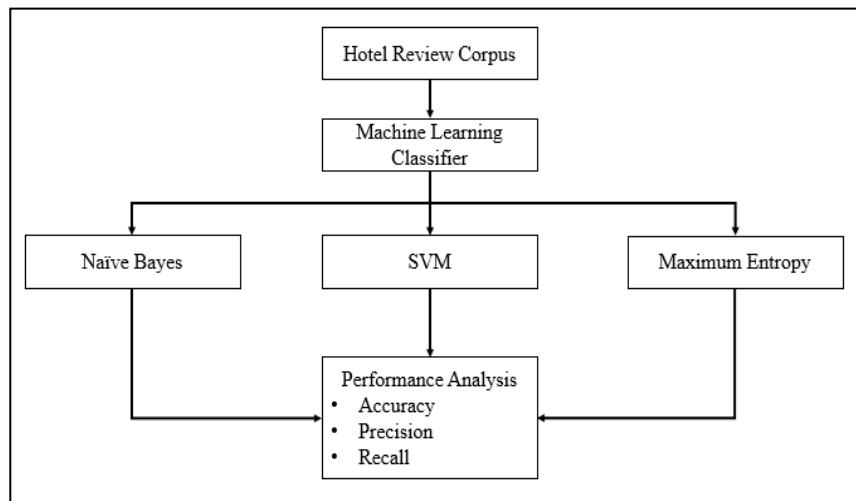 Hotel Review Corpus
Machine Learning
Classifier
Naïve Bayes
SVM
Maximum Entropy
Performance Analysis
• Accuracy
• Precision
• Recall